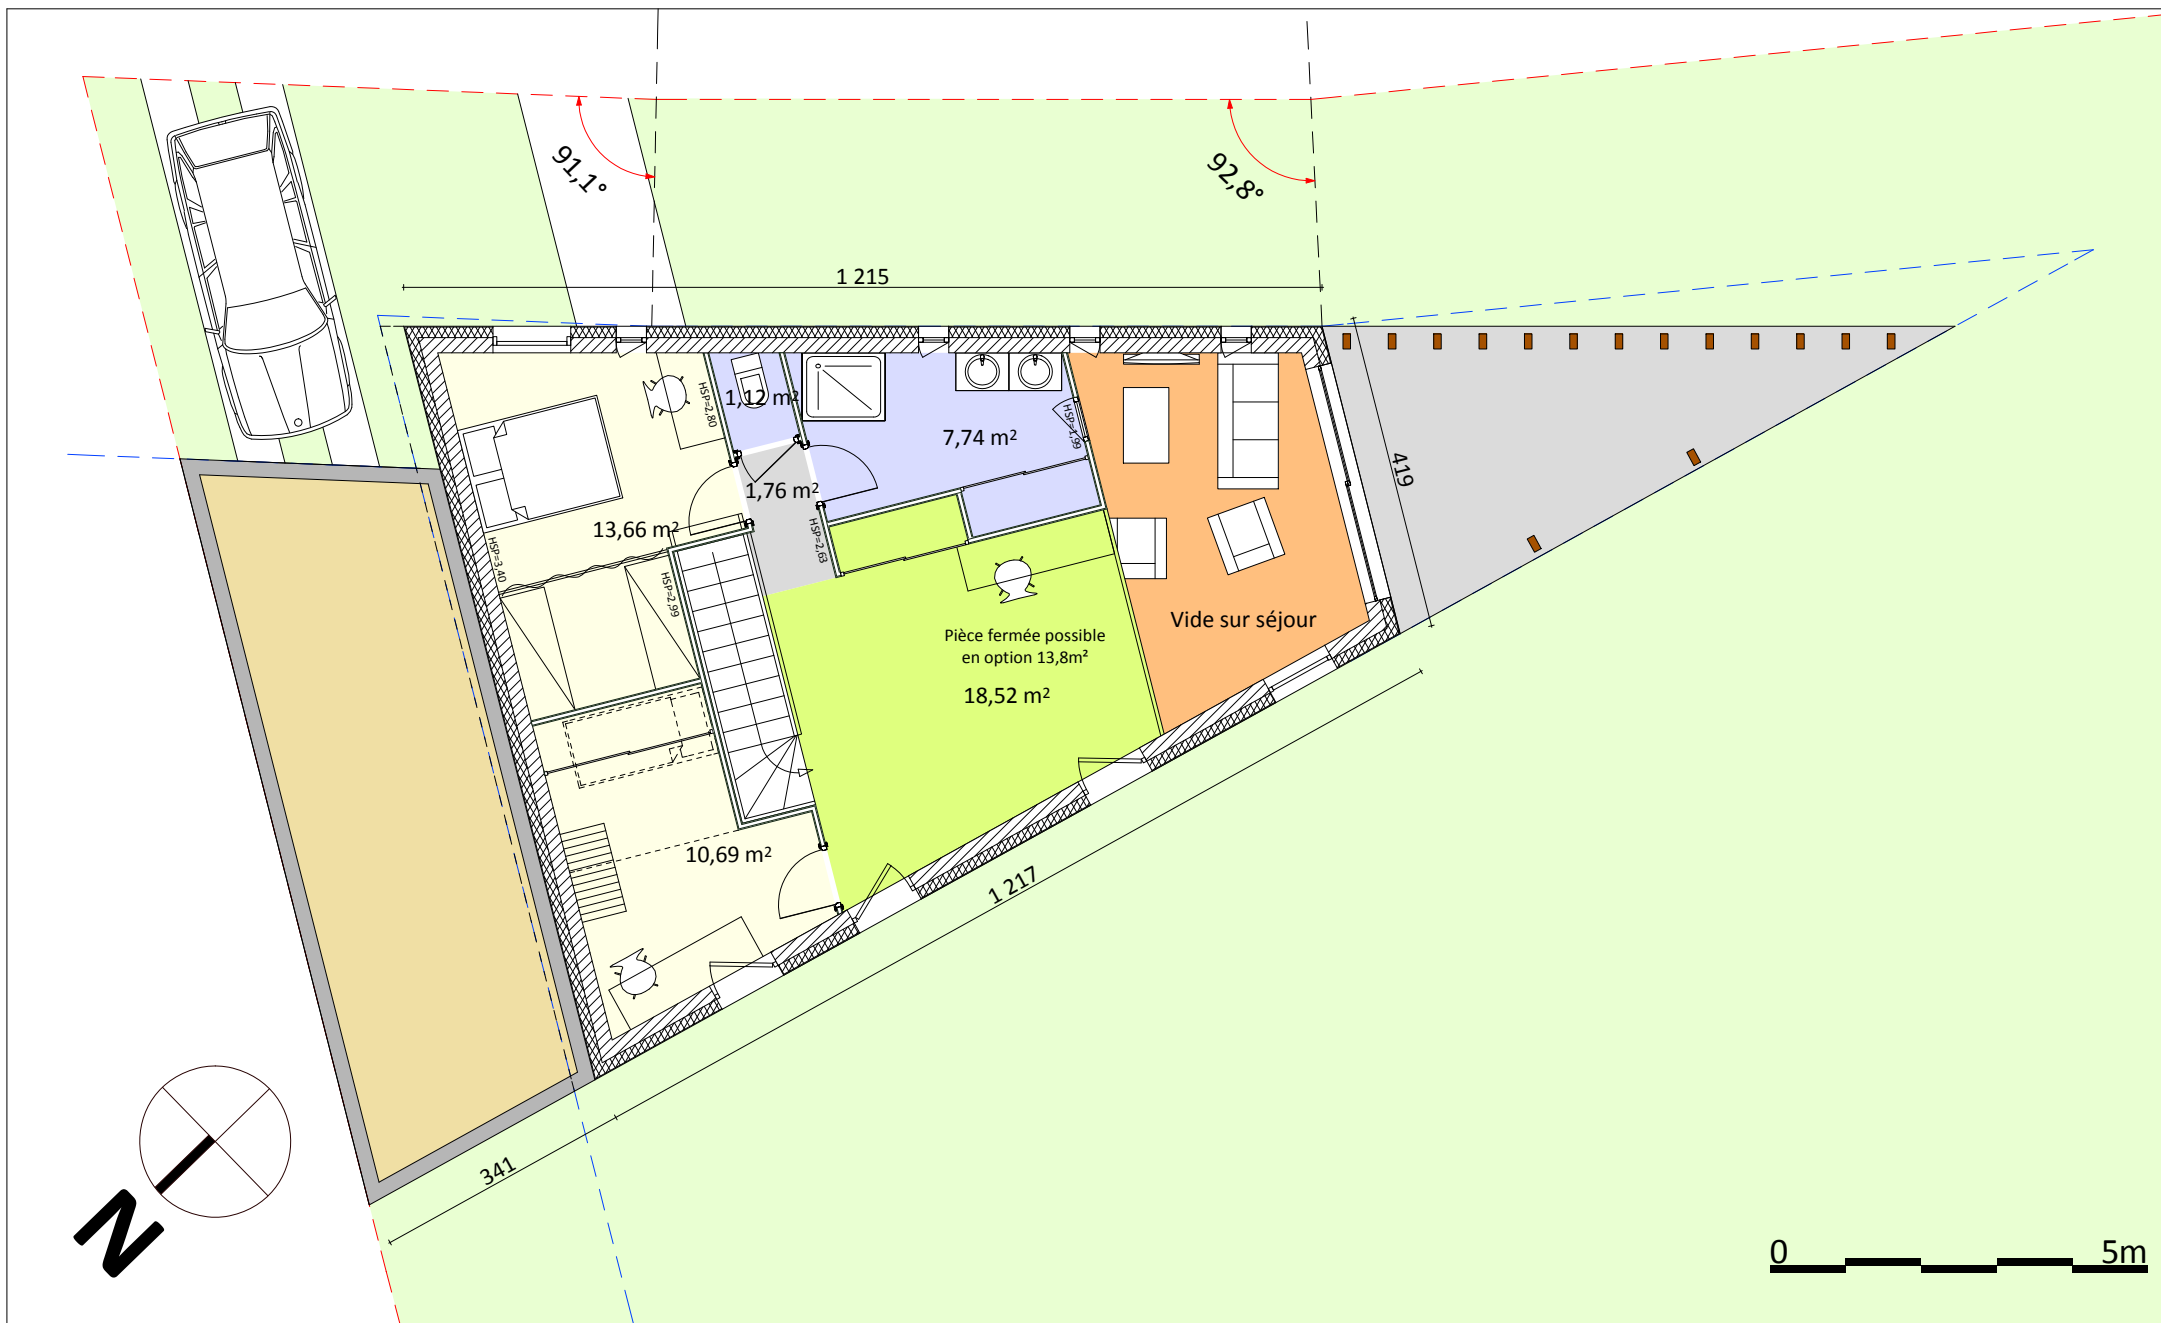 91,1°
92,8°
1 215
HSP=2,80
1,12 m²
7,74 m²
HSP=1,99
419
1,76 m²
13,66 m²
HSP=2,63
HSP=3,40
HSP=2,99
Vide sur séjour
Pièce fermée possible
en option 13,8m²
18,52 m²
10,69 m²
1 217
341
N
0
5m